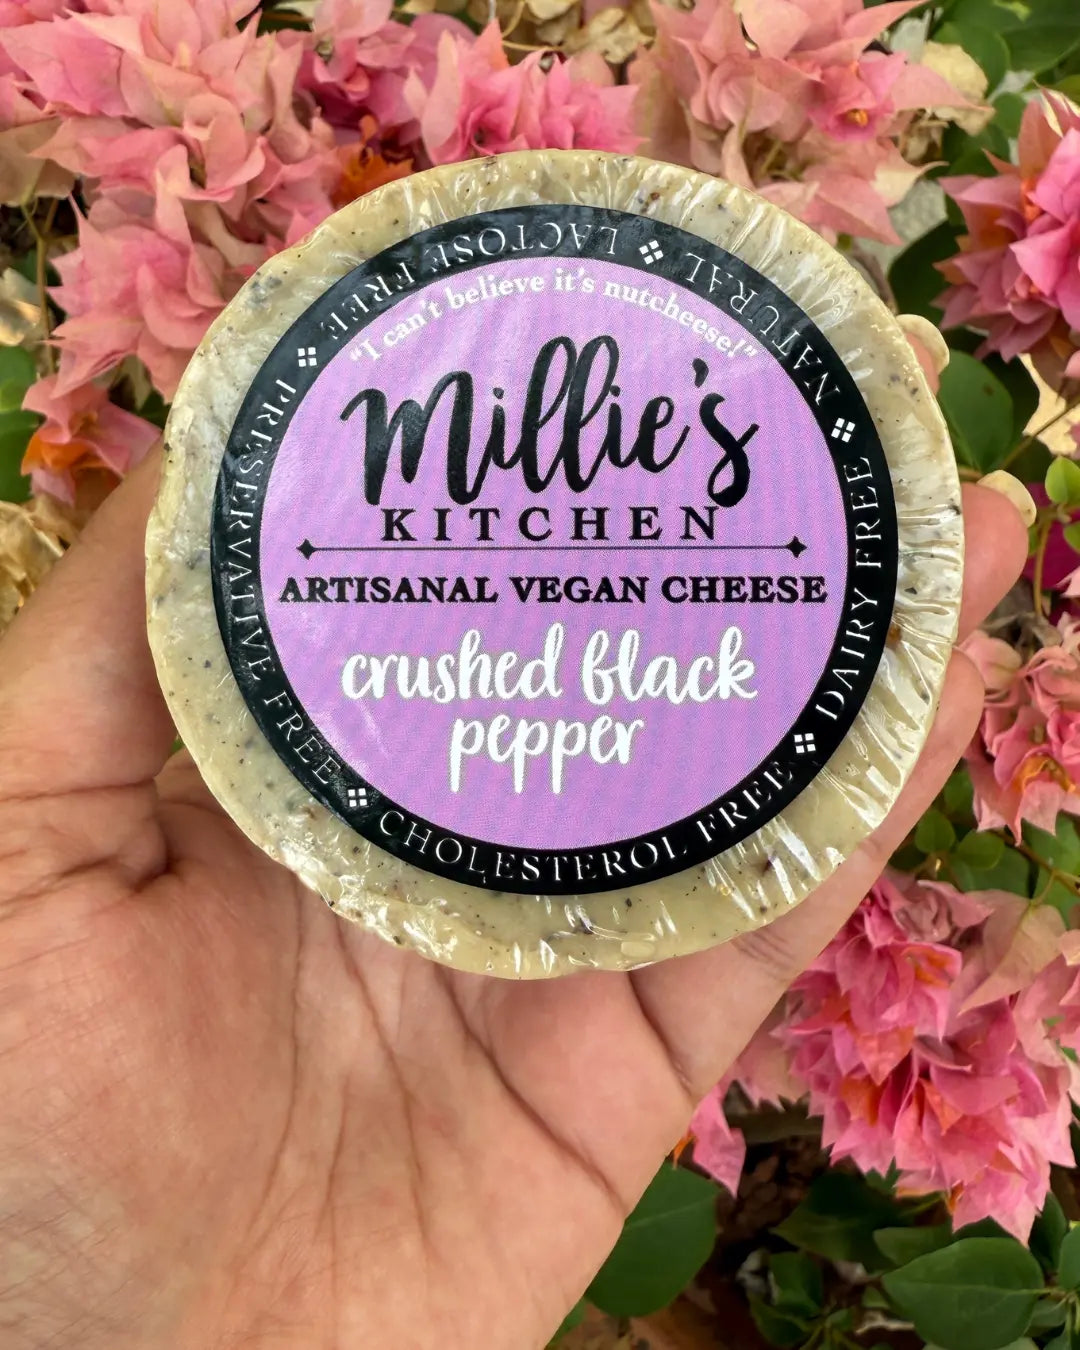 "I can't believe it's nutcheese!"
Millie's
KITCHEN
ARTISANAL VEGAN CHEESE
crushed black
pepper
NATURAL
DAIRY FREE
CHOLESTEROL FREE
PRESERVATIVE FREE
LACTOSE FREE